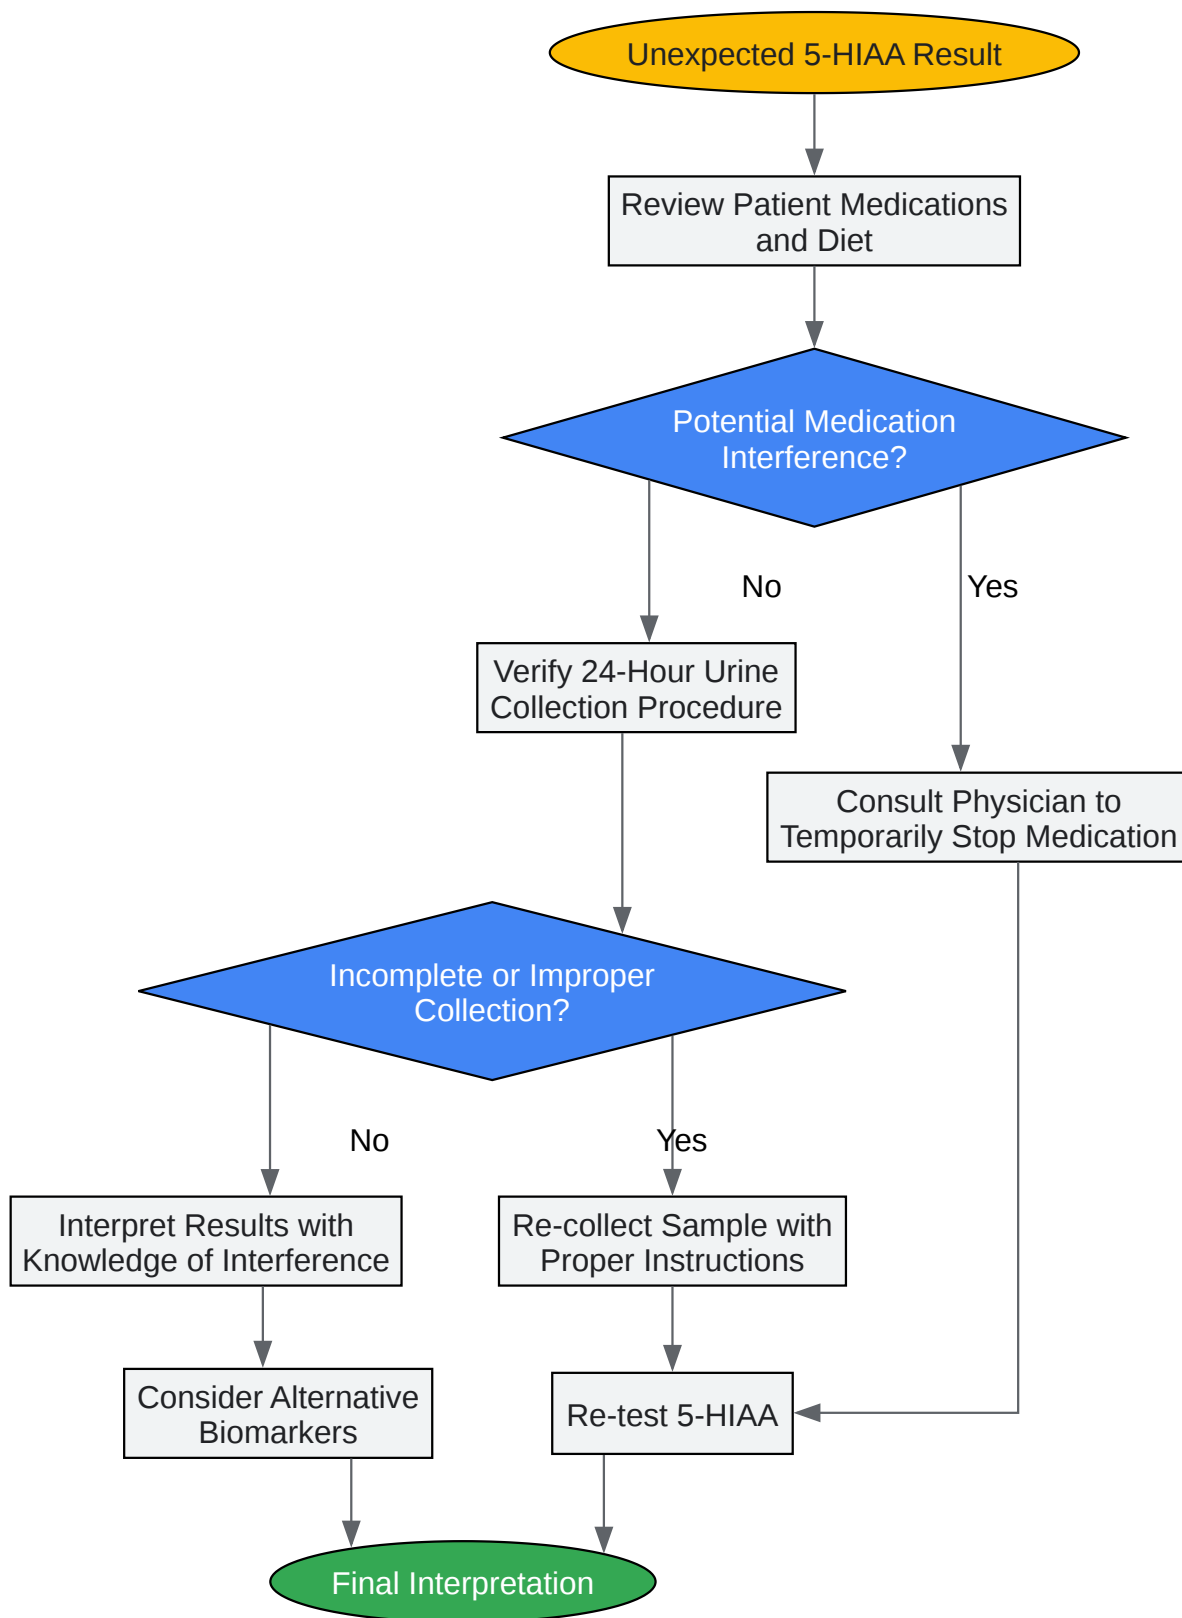 Unexpected 5-HIAA Result
Review Patient Medications
and Diet
Potential Medication
Interference?
No
Yes
Verify 24-Hour Urine
Collection Procedure
Consult Physician to
Temporarily Stop Medication
Incomplete or Improper
Collection?
No
Yes
Interpret Results with
Knowledge of Interference
Re-collect Sample with
Proper Instructions
Consider Alternative
Biomarkers
Re-test 5-HIAA
Final Interpretation